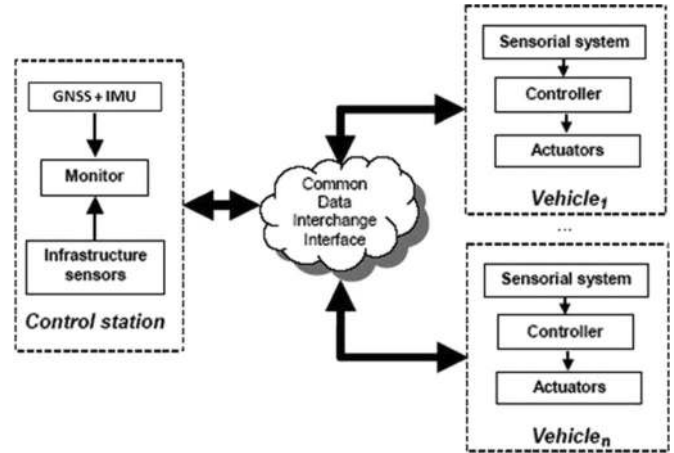 GNSS + IMU
Monitor
Infrastructure
sensors
Control station
Common
Data
Interchange
Interface
Sensorial system
Controller
Actuators
Vehicle₁
...
Sensorial system
Controller
Actuators
Vehicleₙ